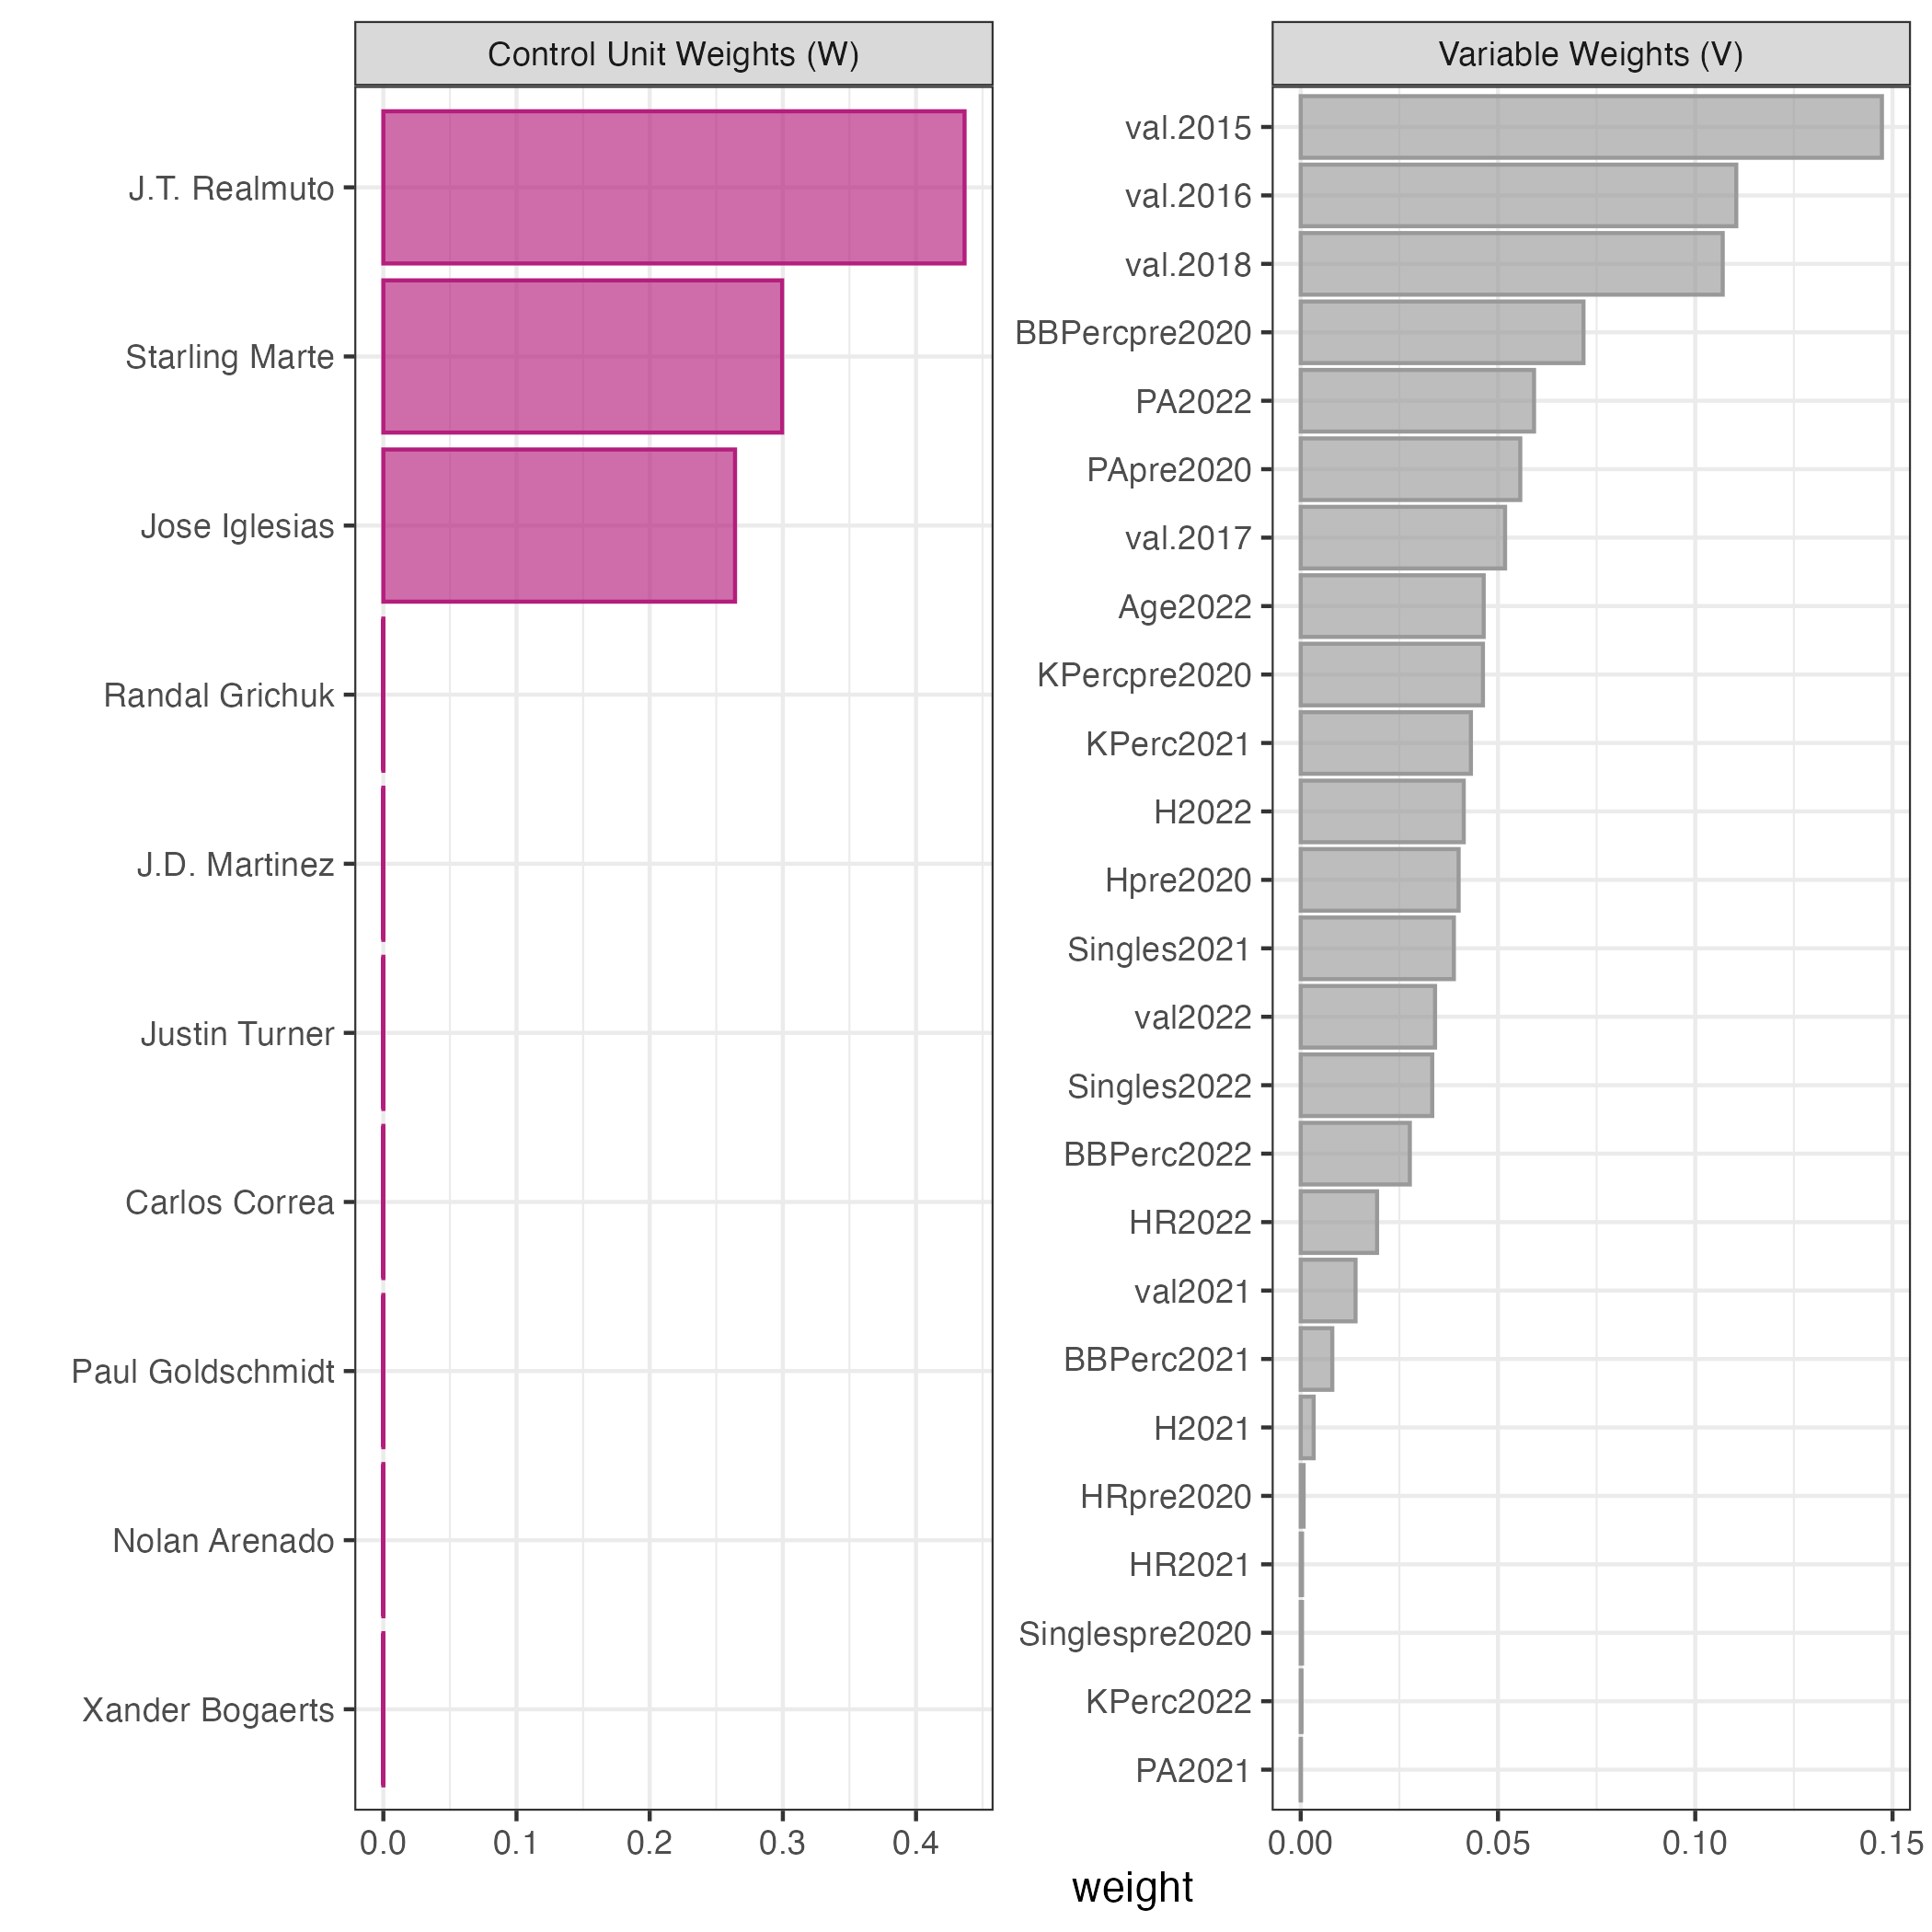 Control Unit Weights (W)
J.T. Realmuto
Starling Marte
Jose Iglesias
Randal Grichuk
J.D. Martinez
Justin Turner
Carlos Correa
Paul Goldschmidt
Nolan Arenado
Xander Bogaerts
0.0 0.1 0.2 0.3 0.4
Variable Weights (V)
val.2015
val.2016
val.2018
BBPercpre2020
PA2022
PApre2020
val.2017
Age2022
KPercpre2020
KPerc2021
H2022
Hpre2020
Singles2021
val2022
Singles2022
BBPerc2022
HR2022
val2021
BBPerc2021
H2021
HRpre2020
HR2021
Singlespre2020
KPerc2022
PA2021
0.00 0.05 0.10 0.15
weight